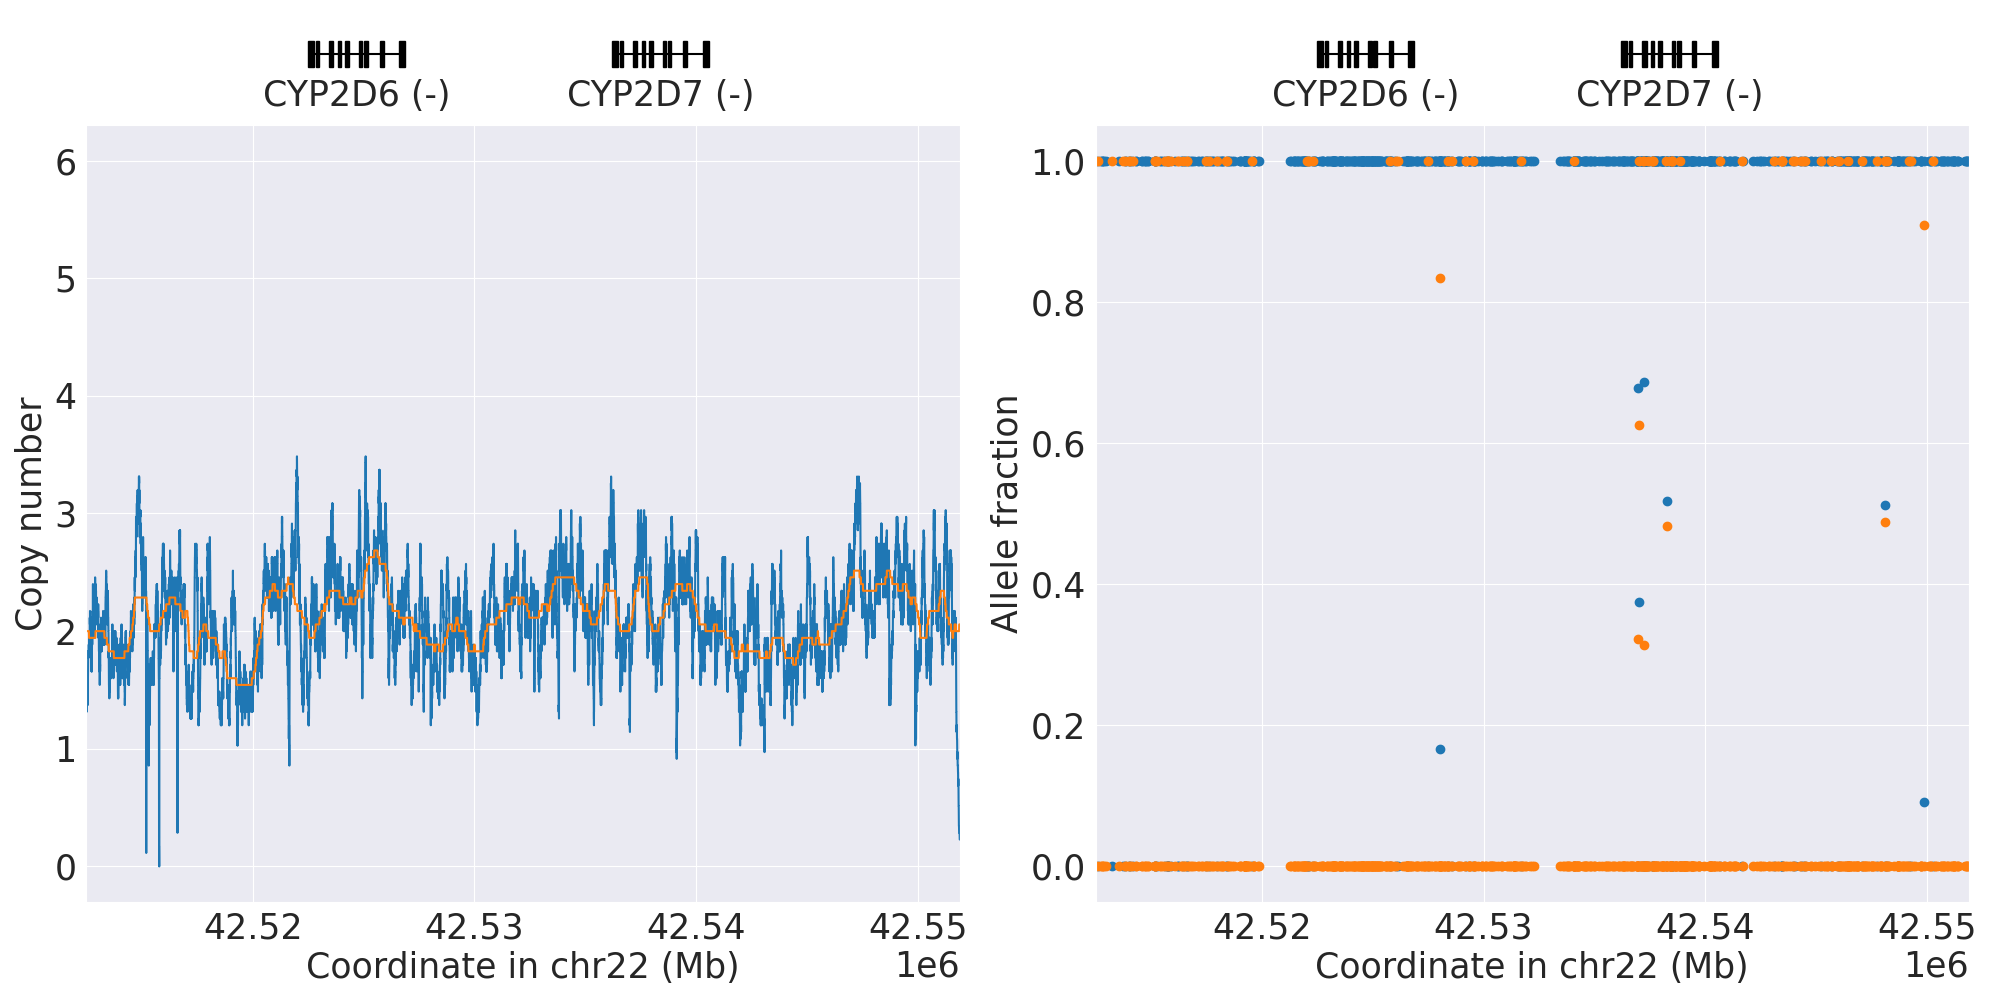 CYP2D6 (-)
CYP2D7 (-)
6
5
4
3
2
1
0
Copy number
42.52
42.53
42.54
42.55
Coordinate in chr22 (Mb)
1e6
CYP2D6 (-)
CYP2D7 (-)
1.0
0.8
0.6
0.4
0.2
0.0
Allele fraction
42.52
42.53
42.54
42.55
Coordinate in chr22 (Mb)
1e6